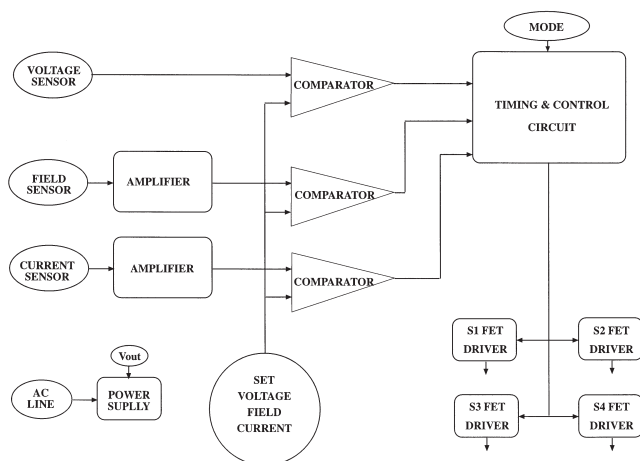 MODE
VOLTAGE
SENSOR
COMPARATOR
TIMING & CONTROL
CIRCUIT
FIELD
SENSOR
AMPLIFIER
COMPARATOR
CURRENT
SENSOR
AMPLIFIER
COMPARATOR
S1 FET
DRIVER
S2 FET
DRIVER
Vout
AC
LINE
POWER
SUPLLY
SET
VOLTAGE
FIELD
CURRENT
S3 FET
DRIVER
S4 FET
DRIVER